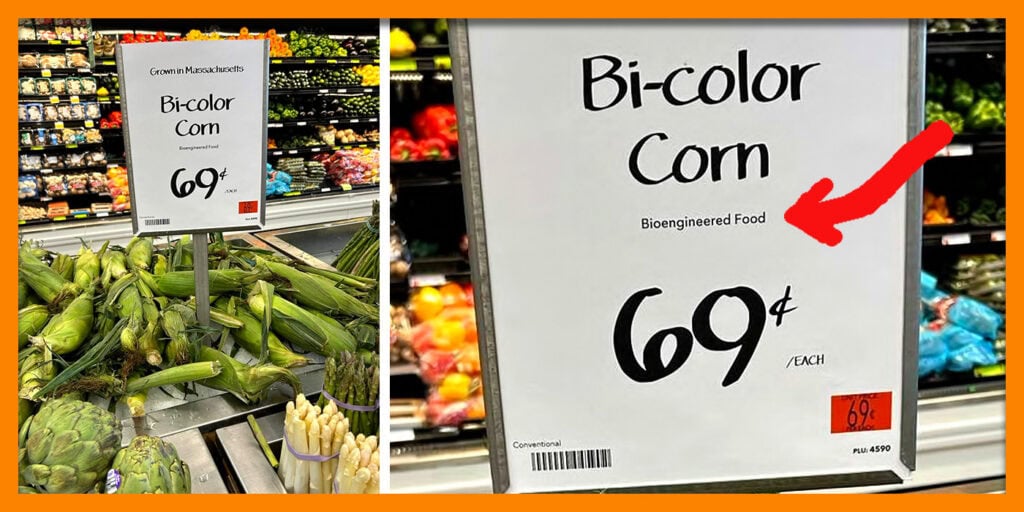 Grown in Massachusetts
Bi-color
Corn
Bioengineered Food
69¢
/EACH
Bi-color
Corn
Bioengineered Food
69¢
/EACH
69¢
Conventional
PLU: 4590